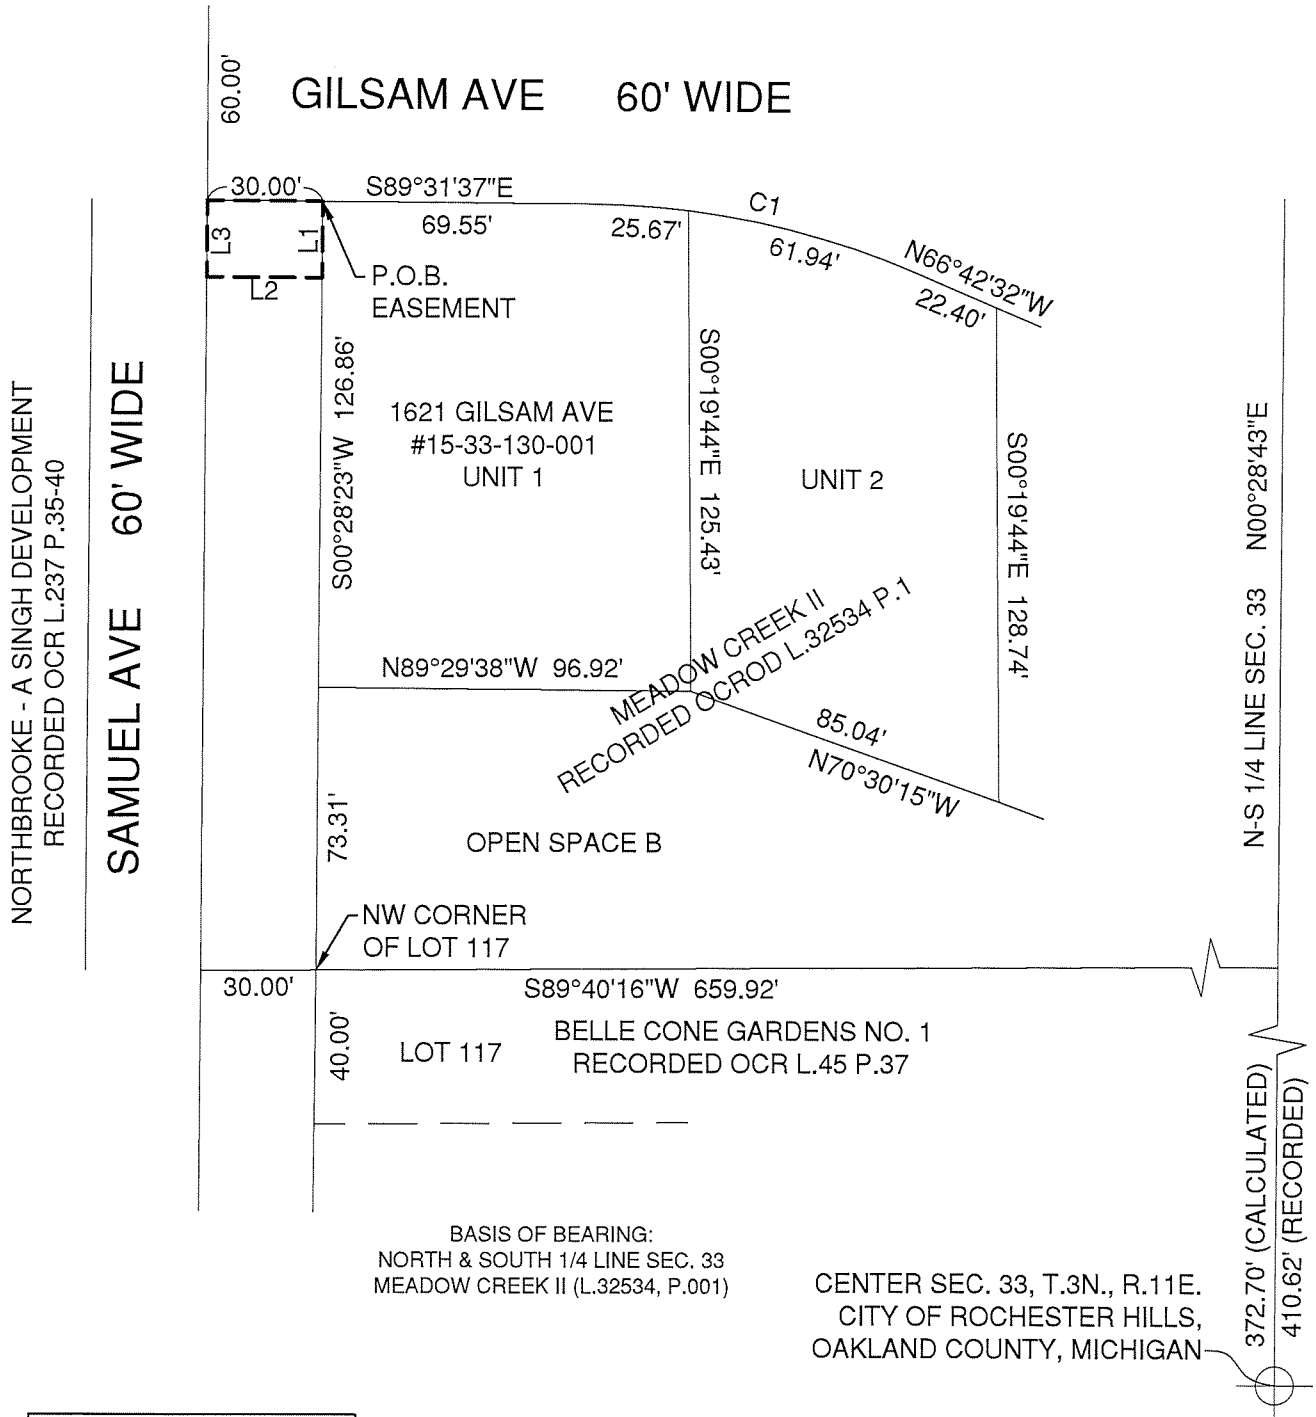 60.00'
GILSAM AVE 60' WIDE
30.00'
S89°31'37"E
C1
69.55'
25.67'
61.94'
N66°42'32"W
22.40'
L3
L1
L2
P.O.B.
EASEMENT
NORTHBROOKE - A SINGH DEVELOPMENT
RECORDED OCR L.237 P.35-40
SAMUEL AVE 60' WIDE
S00°28'23"W 126.86'
1621 GILSAM AVE
#15-33-130-001
UNIT 1
S00°19'44"E 125.43'
UNIT 2
S00°19'44"E 128.74'
N-S 1/4 LINE SEC. 33 N00°28'43"E
N89°29'38"W 96.92'
MEADOW CREEK II
RECORDED OCROD L.32534 P.1
85.04'
N70°30'15"W
73.31'
OPEN SPACE B
NW CORNER
OF LOT 117
30.00'
S89°40'16"W 659.92'
40.00'
LOT 117
BELLE CONE GARDENS NO. 1
RECORDED OCR L.45 P.37
372.70' (CALCULATED)
410.62' (RECORDED)
BASIS OF BEARING:
NORTH & SOUTH 1/4 LINE SEC. 33
MEADOW CREEK II (L.32534, P.001)
CENTER SEC. 33, T.3N., R.11E.
CITY OF ROCHESTER HILLS,
OAKLAND COUNTY, MICHIGAN